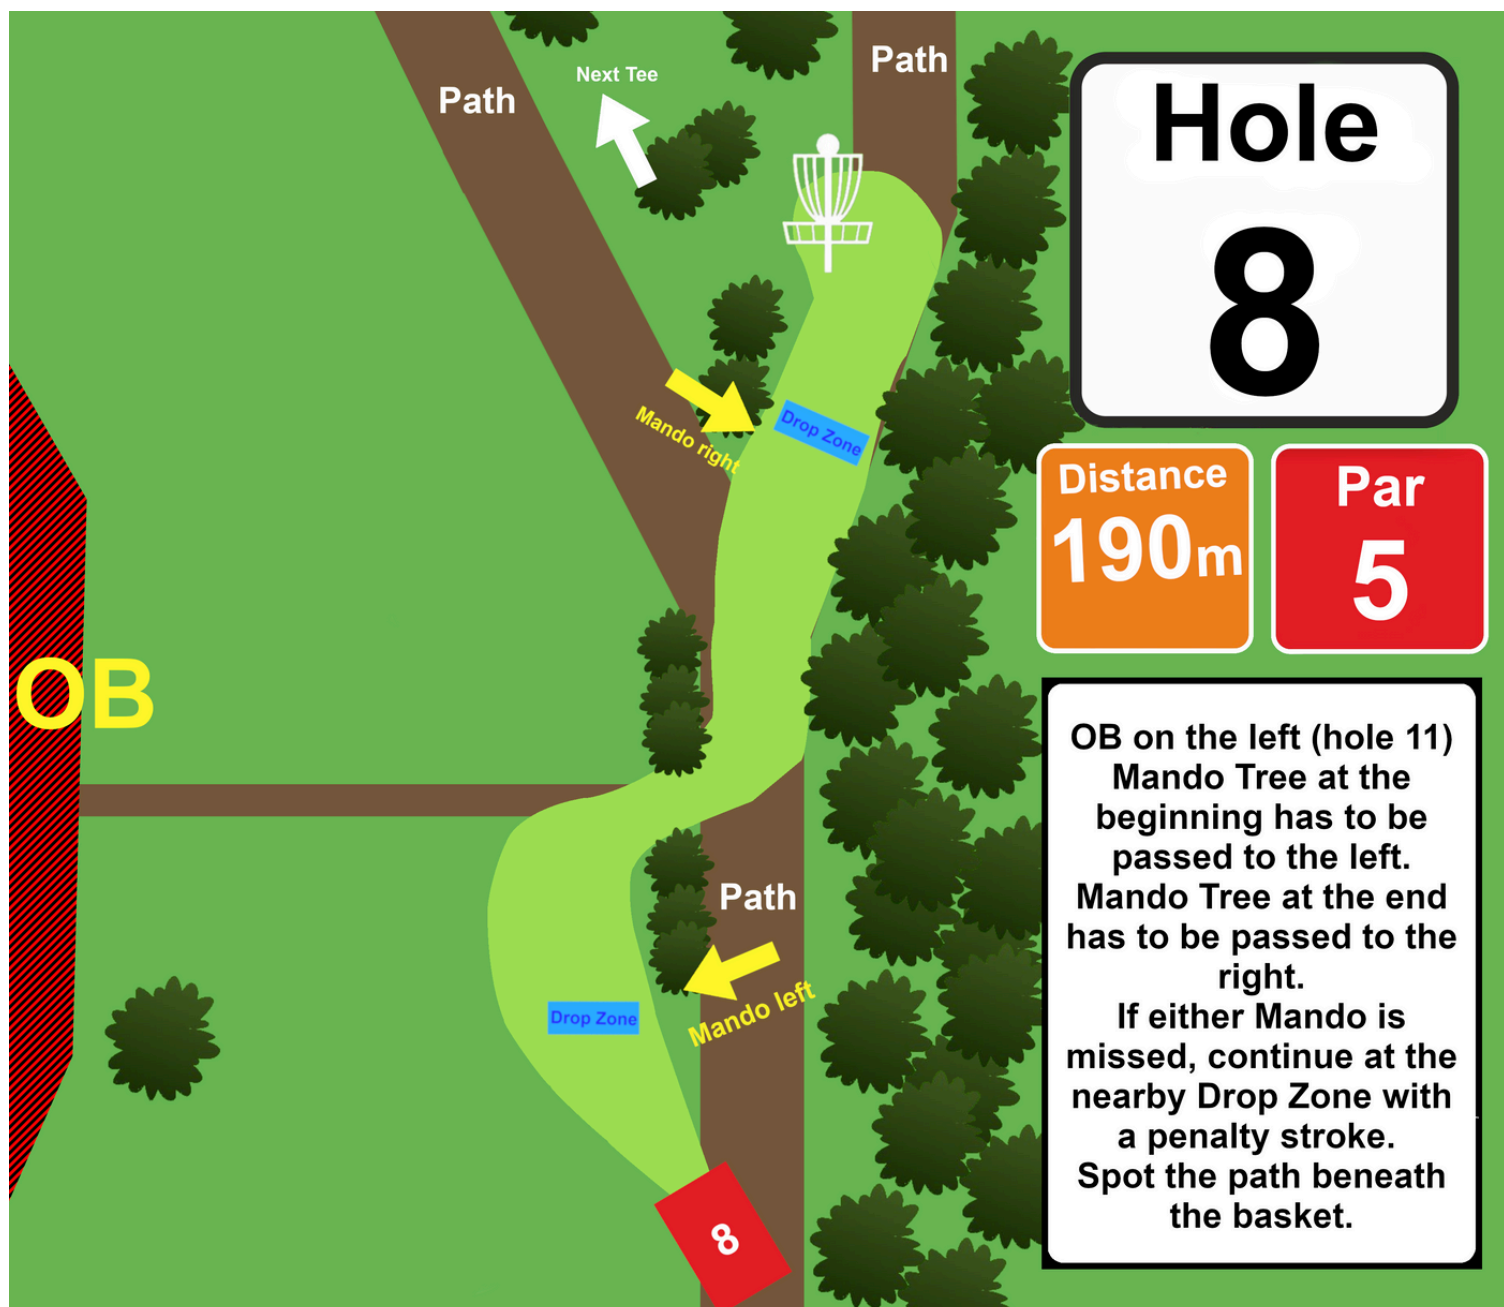 Path
Next Tee
Path
Hole
8
Mando right
Drop Zone
Distance
190m
Par
5
OB
OB on the left (hole 11)
Mando Tree at the
beginning has to be
passed to the left.
Mando Tree at the end
has to be passed to the
right.
If either Mando is
missed, continue at the
nearby Drop Zone with
a penalty stroke.
Spot the path beneath
the basket.
Path
Mando left
Drop Zone
8